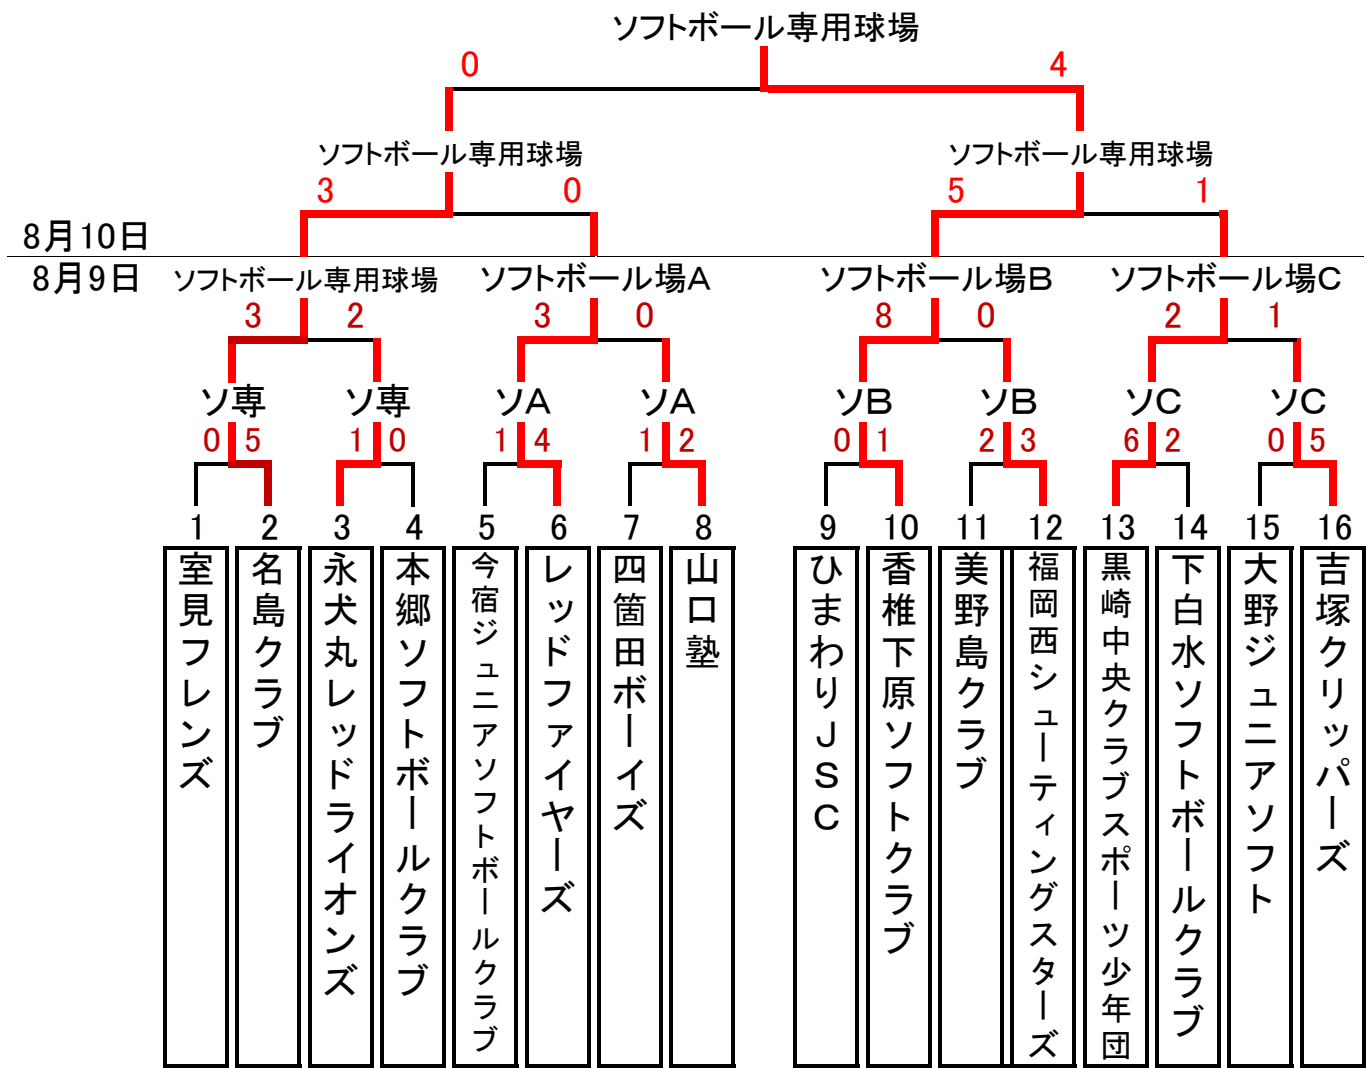 ソフトボール専用球場
0 4
ソフトボール専用球場 ソフトボール専用球場
3 0 5 1
8月10日
8月9日 ソフトボール専用球場 ソフトボール場A ソフトボール場B ソフトボール場C
3 2 3 0 8 0 2 1
ソ専 ソ専 ソA ソA ソB ソB ソC ソC
0 5 1 0 1 4 1 2 0 1 2 3 6 2 0 5
1 2 3 4 5 6 7 8 9 10 11 12 13 14 15 16
室見フレンズ
名島クラブ
永犬丸レッドライオンズ
本郷ソフトボールクラブ
今宿ジュニアソフトボールクラブ
レッドファイヤーズ
四箇田ボーイズ
山口塾
ひまわりJSC
香椎下原ソフトクラブ
美野島クラブ
福岡西シューティングスターズ
黒崎中央クラブスポーツ少年団
下白水ソフトボールクラブ
大野ジュニアソフト
吉塚クリッパーズ